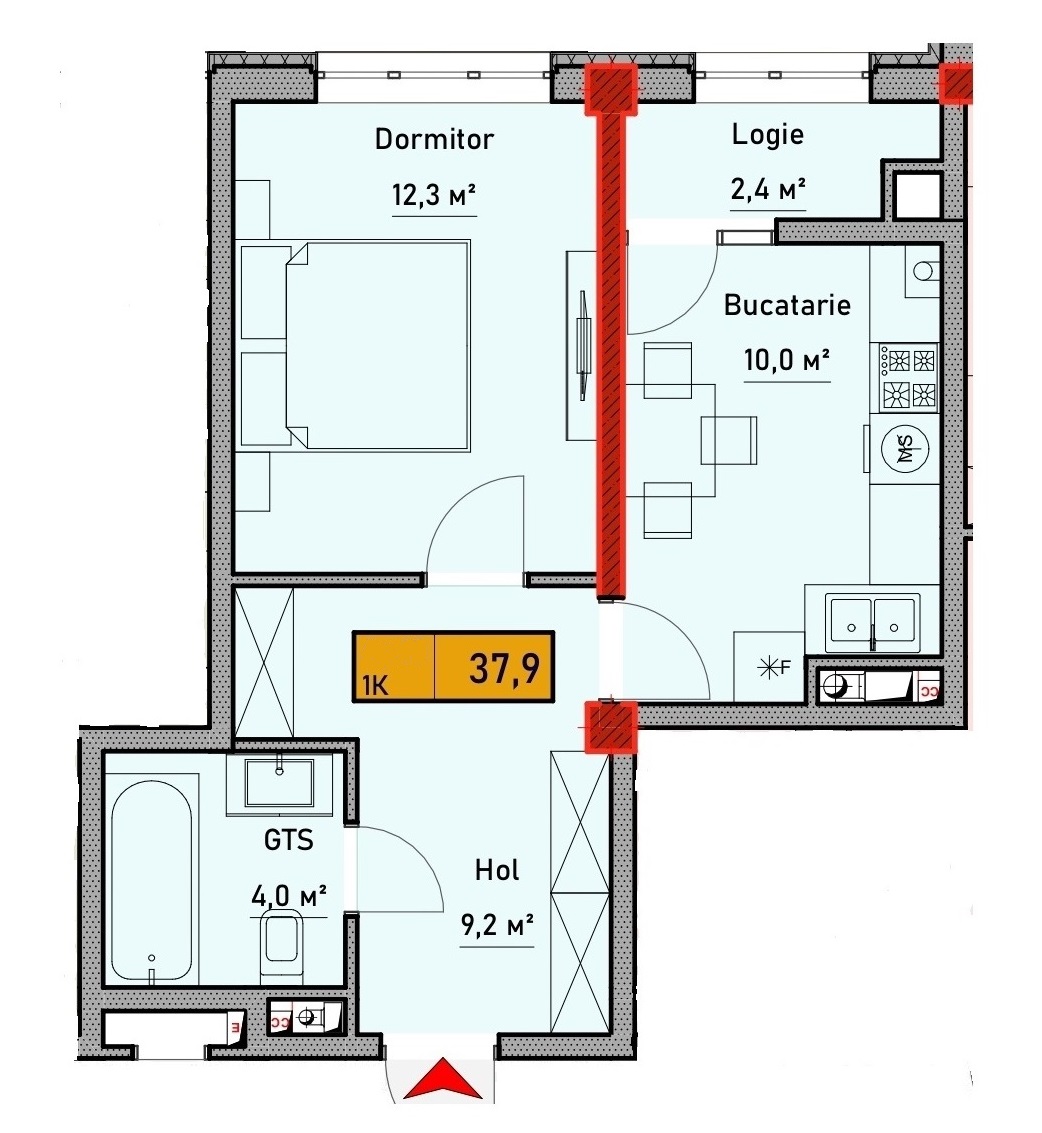 Dormitor
12,3 м²
Logie
2,4 м²
Bucatarie
10,0 м²
MS
1K
37,9
F
CC
GTS
4,0 м²
Hol
9,2 м²
E
CC